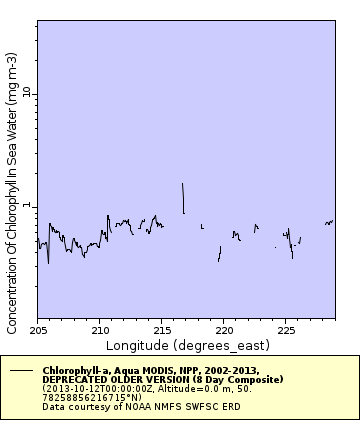 Concentration Of Chlorophyll In Sea Water (mg m-3)
10
1
205
210
215
220
225
Longitude (degrees_east)
Chlorophyll-a, Aqua MODIS, NPP, 2002-2013,
DEPRECATED OLDER VERSION (8 Day Composite)
(2013-10-12T00:00:00Z, Altitude=0.0 m, 50.
78258856216715°N)
Data courtesy of NOAA NMFS SWFSC ERD